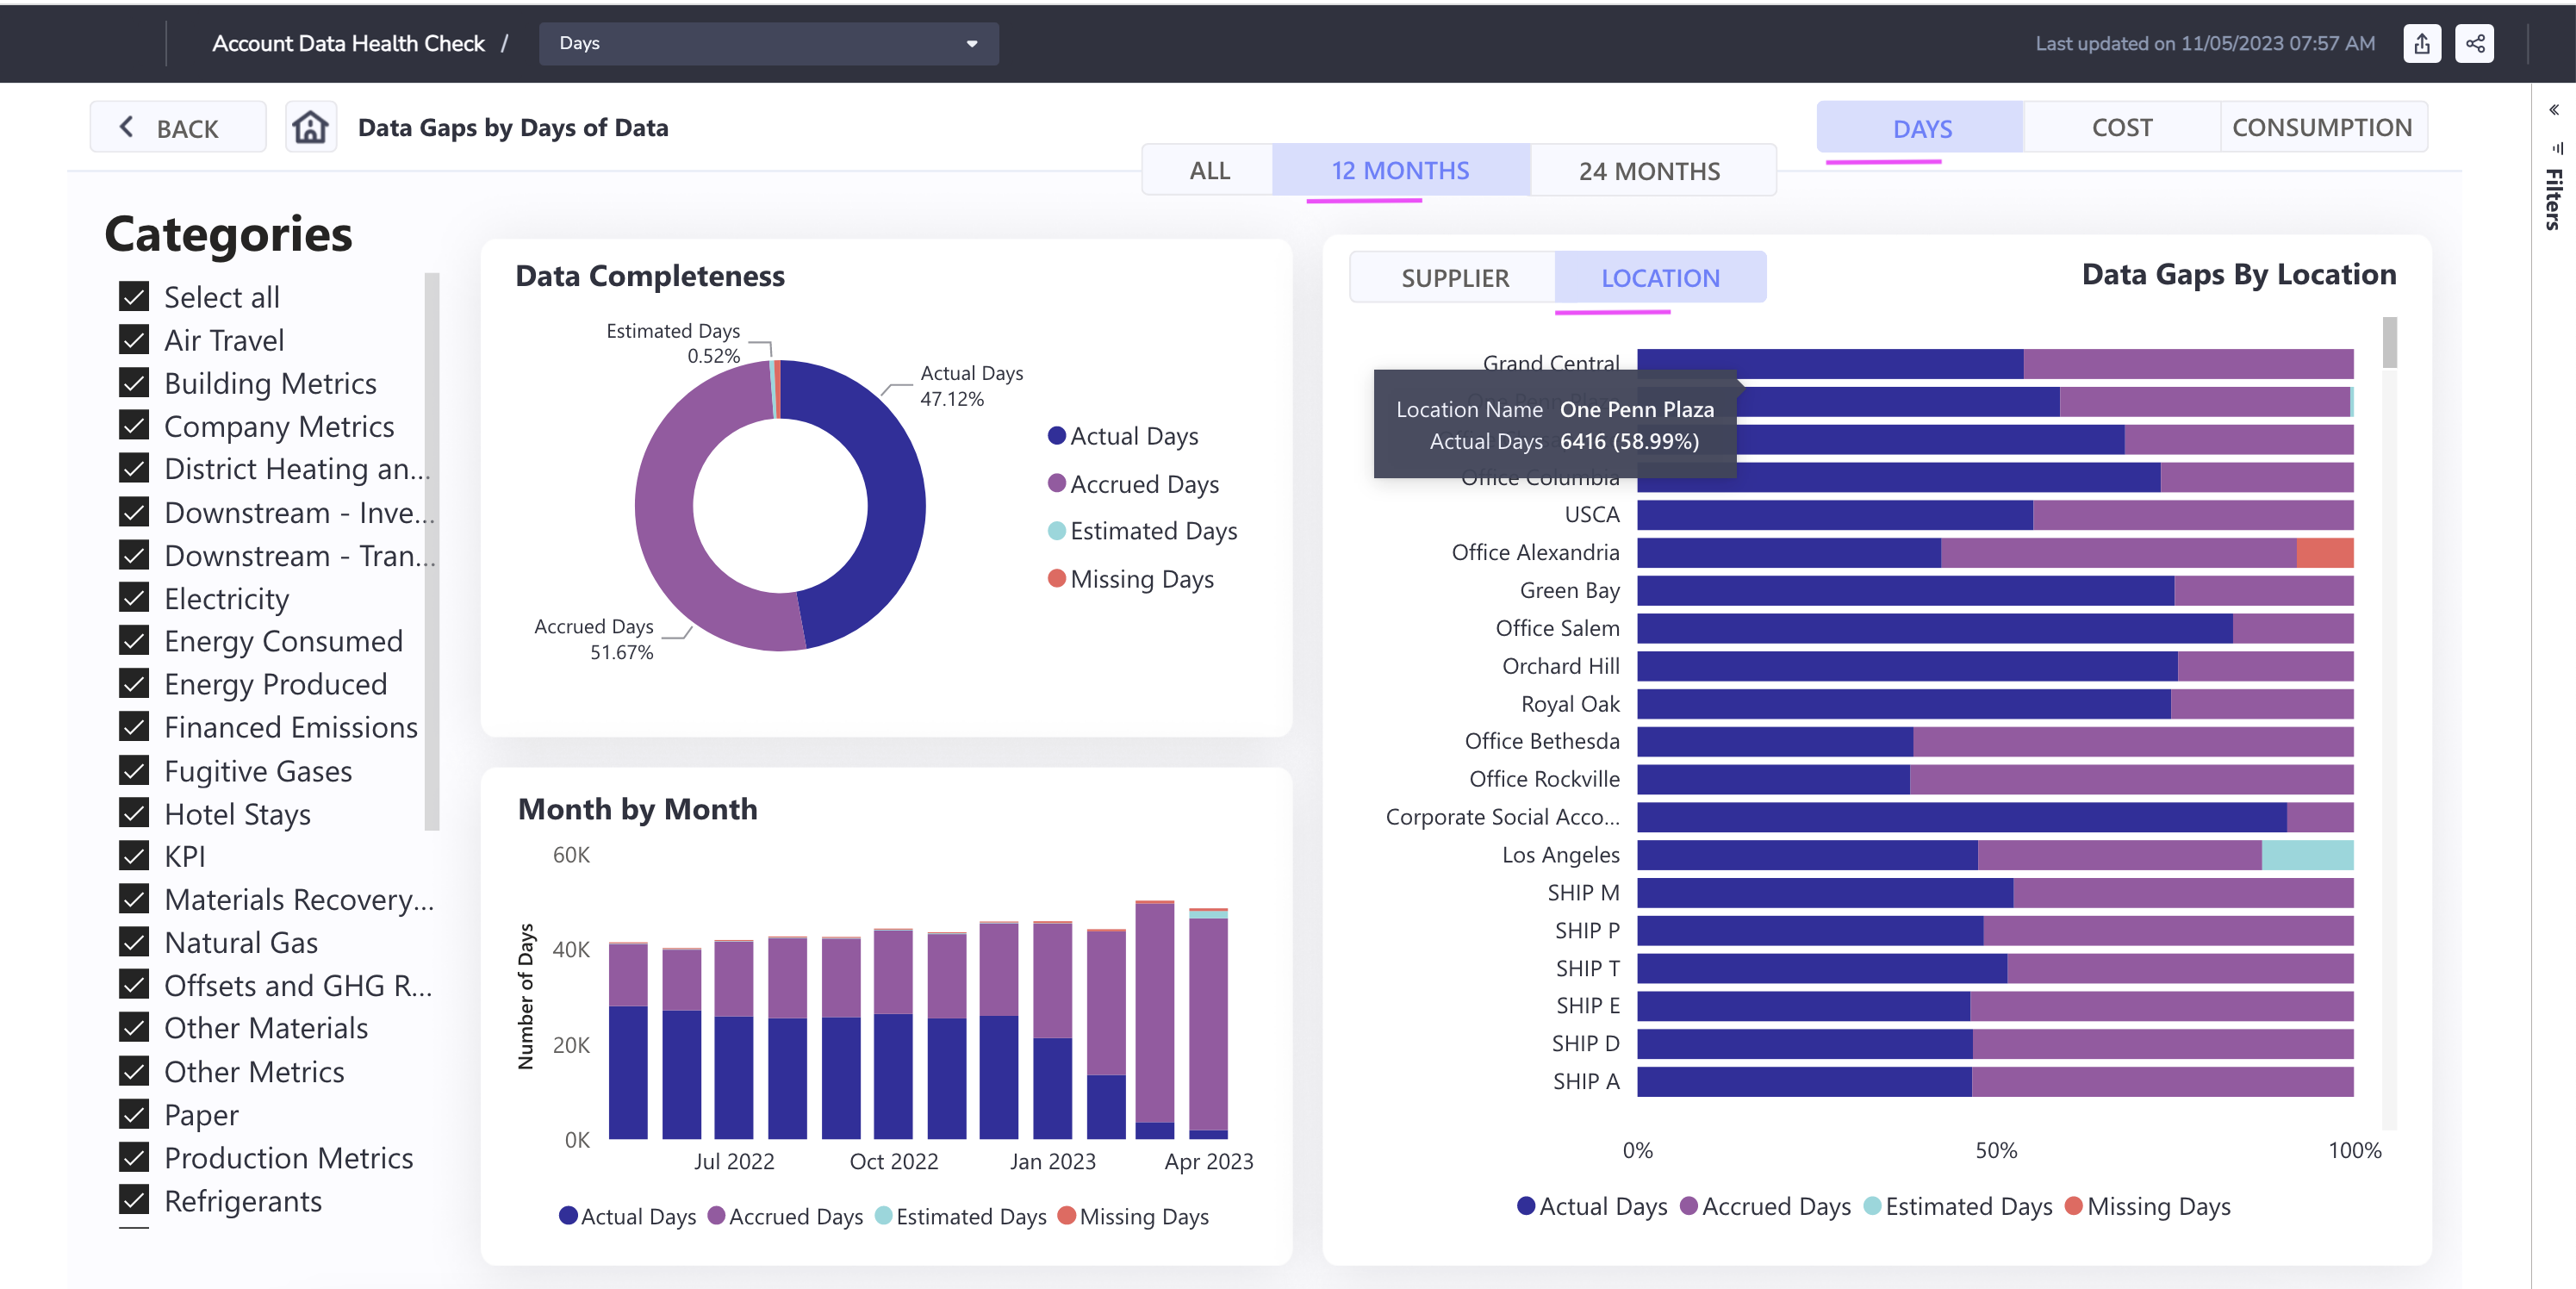 Account Data Health Check /
Days
Last updated on 11/05/2023 07:57 AM
BACK
Data Gaps by Days of Data
DAYS
COST
CONSUMPTION
ALL
12 MONTHS
24 MONTHS
Filters
Categories
Select all
Air Travel
Building Metrics
Company Metrics
District Heating an...
Downstream - Inve...
Downstream - Tran...
Electricity
Energy Consumed
Energy Produced
Financed Emissions
Fugitive Gases
Hotel Stays
KPI
Materials Recovery...
Natural Gas
Offsets and GHG R...
Other Materials
Other Metrics
Paper
Production Metrics
Refrigerants
Data Completeness
Estimated Days
0.52%
Actual Days
47.12%
Accrued Days
51.67%
Actual Days
Accrued Days
Estimated Days
Missing Days
Month by Month
Number of Days
60K
40K
20K
0K
Jul 2022
Oct 2022
Jan 2023
Apr 2023
Actual Days
Accrued Days
Estimated Days
Missing Days
SUPPLIER
LOCATION
Data Gaps By Location
Grand Central
Location Name One Penn Plaza
Actual Days 6416 (58.99%)
Office Columbia
USCA
Office Alexandria
Green Bay
Office Salem
Orchard Hill
Royal Oak
Office Bethesda
Office Rockville
Corporate Social Acco...
Los Angeles
SHIP M
SHIP P
SHIP T
SHIP E
SHIP D
SHIP A
0%
50%
100%
Actual Days
Accrued Days
Estimated Days
Missing Days